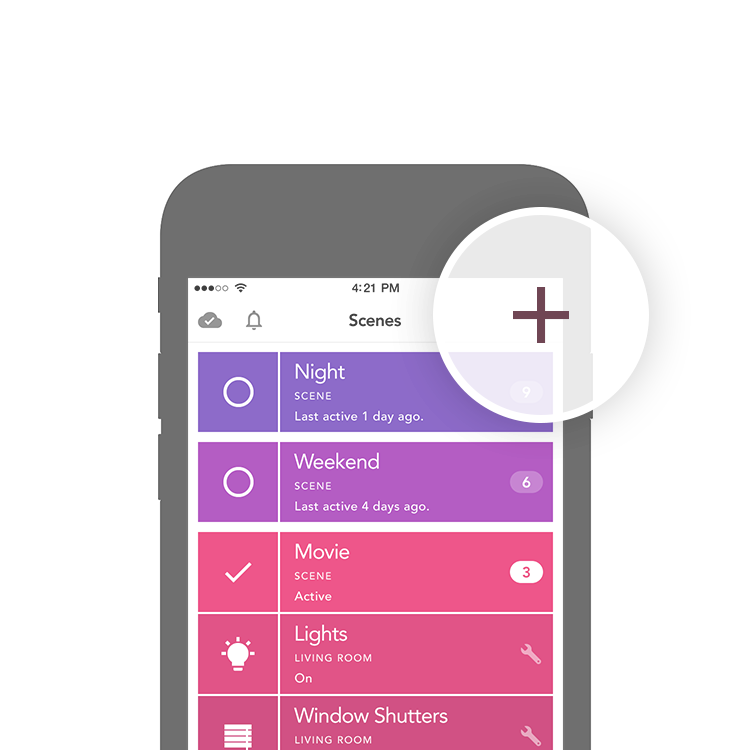 4:21 PM
Scenes
Night
SCENE
Last active 1 day ago.
9
Weekend
SCENE
Last active 4 days ago.
6
Movie
SCENE
Active
3
Lights
LIVING ROOM
On
Window Shutters
LIVING ROOM